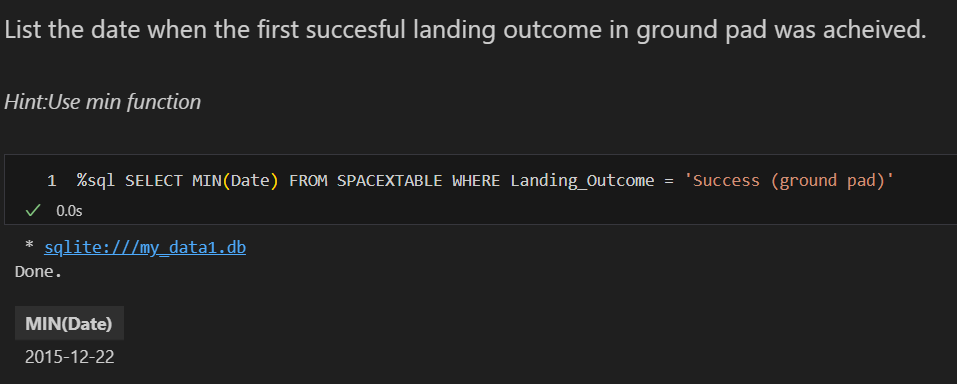 List the date when the first succesful landing outcome in ground pad was acheived.
Hint:Use min function
1 %sql SELECT MIN(Date) FROM SPACEXTABLE WHERE Landing_Outcome = 'Success (ground pad)'
✓ 0.0s
* sqlite:///my_data1.db
Done.
MIN(Date)
2015-12-22